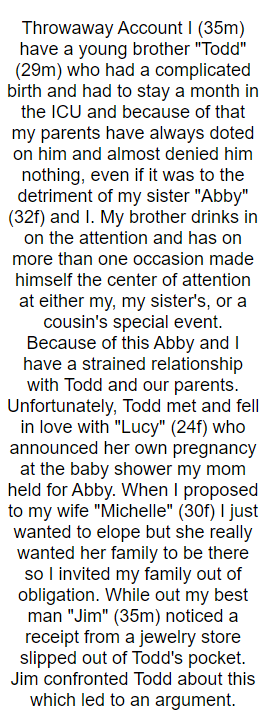 Throwaway Account I (35m)
have a young brother "Todd"
(29m) who had a complicated
birth and had to stay a month in
the ICU and because of that
my parents have always doted
on him and almost denied him
nothing, even if it was to the
detriment of my sister "Abby"
(32f) and I. My brother drinks in
on the attention and has on
more than one occasion made
himself the center of attention
at either my, my sister's, or a
cousin's special event.
Because of this Abby and I
have a strained relationship
with Todd and our parents.
Unfortunately, Todd met and fell
in love with "Lucy" (24f) who
announced her own pregnancy
at the baby shower my mom
held for Abby. When I proposed
to my wife "Michelle" (30f) I just
wanted to elope but she really
wanted her family to be there
so I invited my family out of
obligation. While out my best
man "Jim" (35m) noticed a
receipt from a jewelry store
slipped out of Todd's pocket.
Jim confronted Todd about this
which led to an argument.